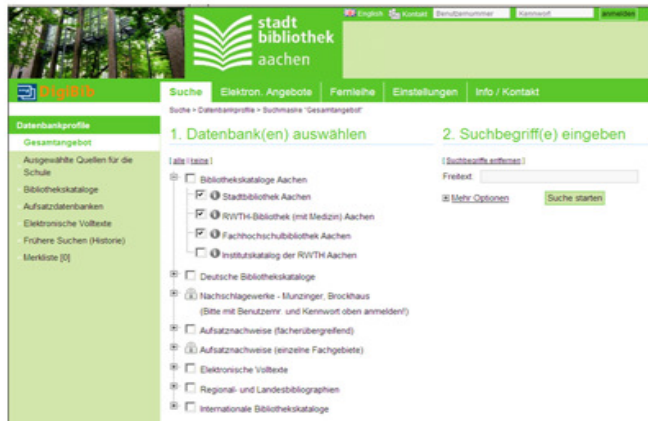 English Kontakt Benutzernummer Kennwort anmelden
stadt
bibliothek
aachen
DigiBib
Suche Elektron. Angebote Fernleihe Einstellungen Info / Kontakt
Suche > Datenbankprofile > Suchmaske "Gesamtangebot"
Datenbankprofile
Gesamtangebot
Ausgewählte Quellen für die
Schule
Bibliothekskataloge
Aufsatzdatenbanken
Elektronische Volltexte
Frühere Suchen (Historie)
Merkliste [0]
1. Datenbank(en) auswählen
[ alle | keine ]
Bibliothekskataloge Aachen
Stadtbibliothek Aachen
RWTH-Bibliothek (mit Medizin) Aachen
Fachhochschulbibliothek Aachen
Institutskatalog der RWTH Aachen
Deutsche Bibliothekskataloge
Nachschlagewerke - Munzinger, Brockhaus
(Bitte mit Benutzernr. und Kennwort oben anmelden!)
Aufsatznachweise (fächerübergreifend)
Aufsatznachweise (einzelne Fachgebiete)
Elektronische Volltexte
Regional- und Landesbibliographien
Internationale Bibliothekskataloge
2. Suchbegriff(e) eingeben
[ Suchbegriffe entfernen ]
Freitext
Mehr Optionen Suche starten